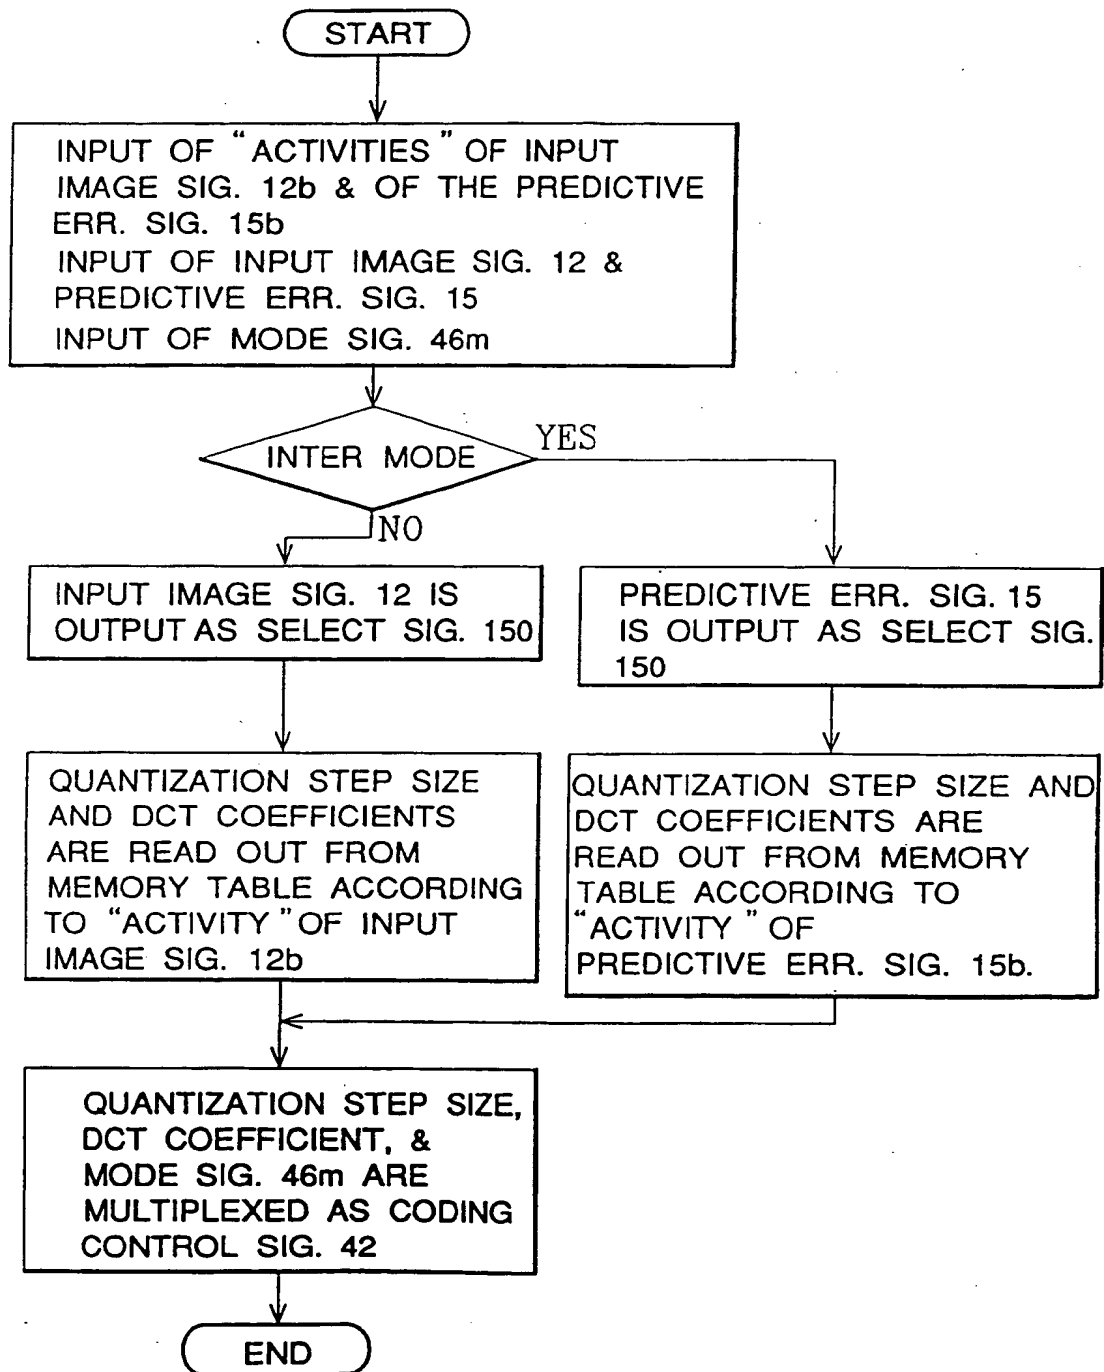 START
INPUT OF "ACTIVITIES" OF INPUT
IMAGE SIG. 12b & OF THE PREDICTIVE
ERR. SIG. 15b
INPUT OF INPUT IMAGE SIG. 12 &
PREDICTIVE ERR. SIG. 15
INPUT OF MODE SIG. 46m
INTER MODE
YES
NO
INPUT IMAGE SIG. 12 IS
OUTPUT AS SELECT SIG. 150
PREDICTIVE ERR. SIG. 15
IS OUTPUT AS SELECT SIG.
150
QUANTIZATION STEP SIZE
AND DCT COEFFICIENTS
ARE READ OUT FROM
MEMORY TABLE ACCORDING
TO "ACTIVITY" OF INPUT
IMAGE SIG. 12b
QUANTIZATION STEP SIZE AND
DCT COEFFICIENTS ARE
READ OUT FROM MEMORY
TABLE ACCORDING TO
"ACTIVITY" OF
PREDICTIVE ERR. SIG. 15b.
QUANTIZATION STEP SIZE,
DCT COEFFICIENT, &
MODE SIG. 46m ARE
MULTIPLEXED AS CODING
CONTROL SIG. 42
END